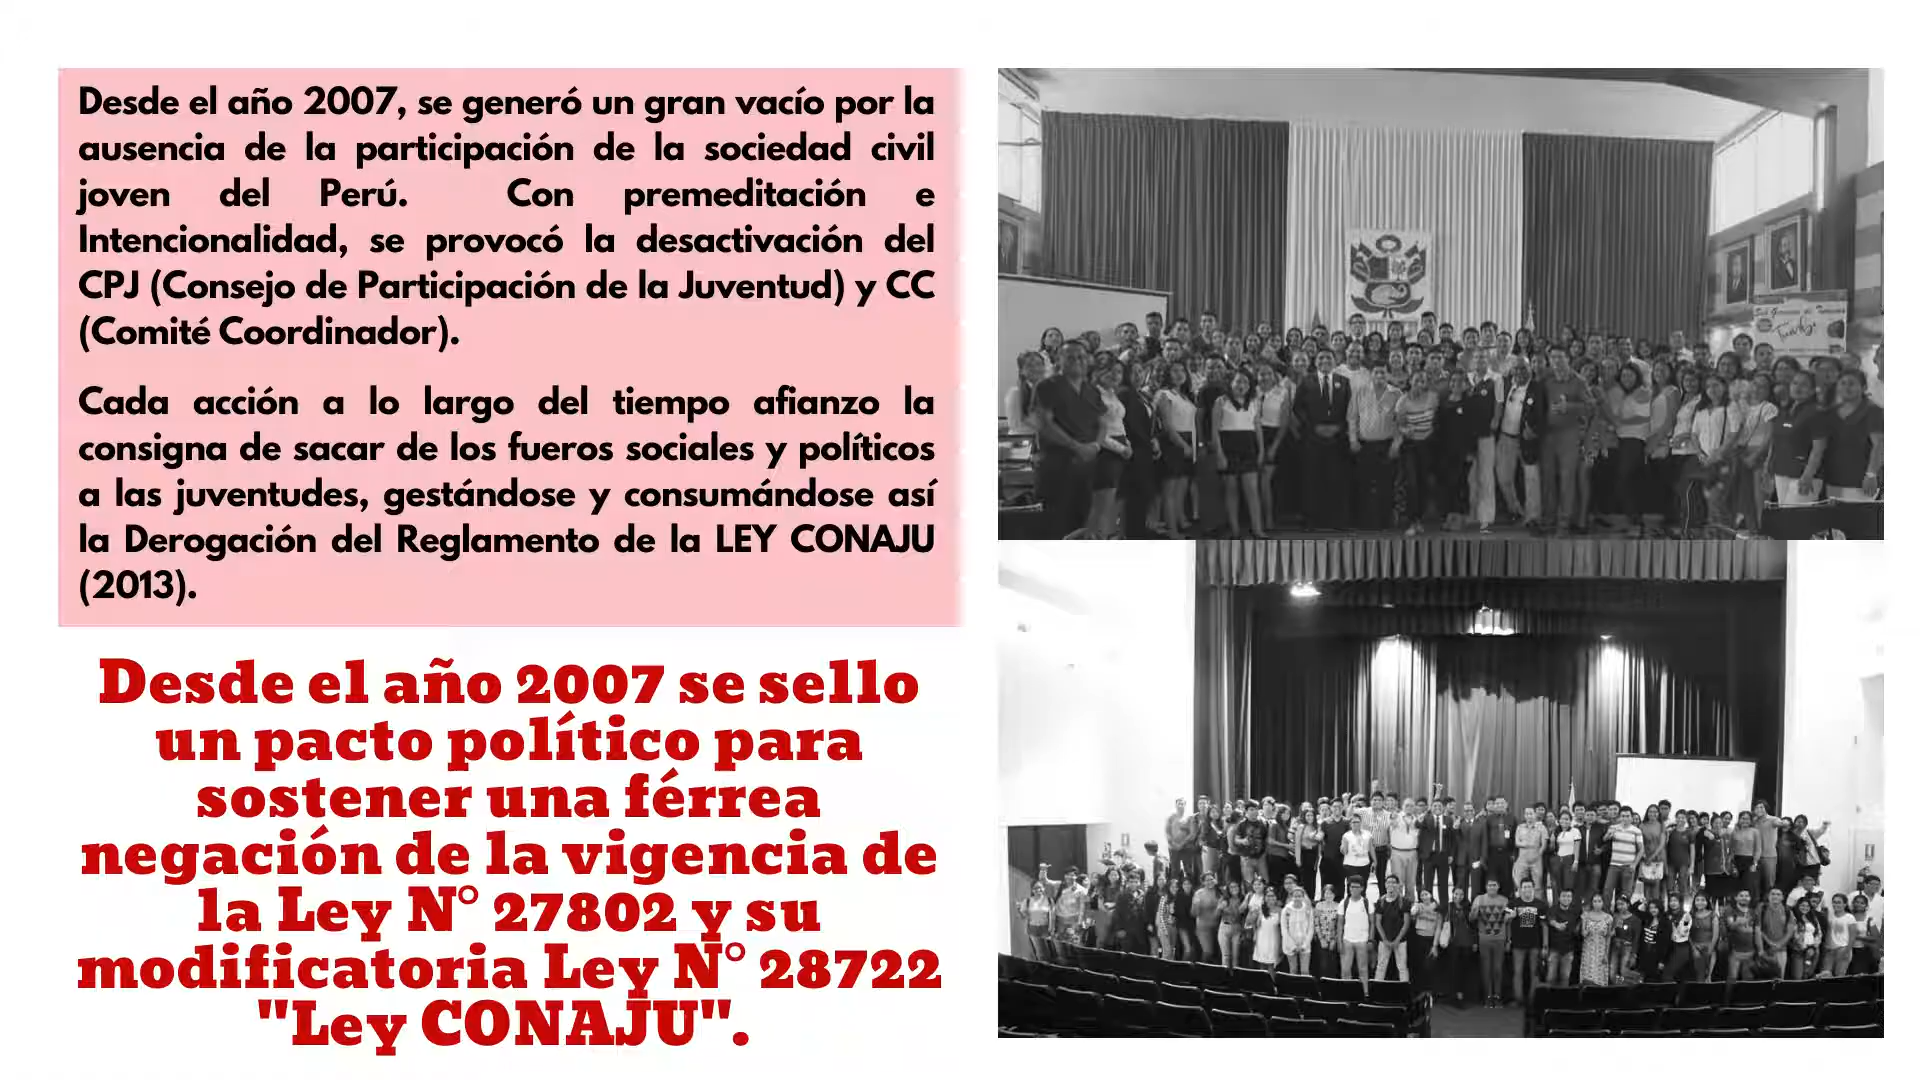 Desde el año 2007, se generó un gran vacío por la
ausencia de la participación de la sociedad civil
joven del Perú. Con premeditación e
Intencionalidad, se provocó la desactivación del
CPJ (Consejo de Participación de la Juventud) y CC
(Comité Coordinador).
Cada acción a lo largo del tiempo afianzo la
consigna de sacar de los fueros sociales y políticos
a las juventudes, gestándose y consumándose así
la Derogación del Reglamento de la LEY CONAJU
(2013).
Desde el año 2007 se sello
un pacto político para
sostener una férrea
negación de la vigencia de
la Ley N° 27802 y su
modificatoria Ley N° 28722
"Ley CONAJU".